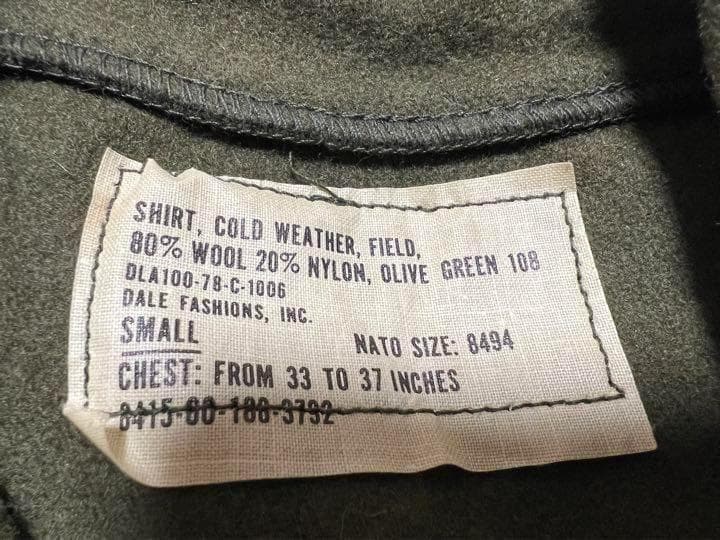 SHIRT, COLD WEATHER, FIELD,
80% WOOL 20% NYLON, OLIVE GREEN 108
DLA100-78-C-1006
DALE FASHIONS, INC.
SMALL NATO SIZE: 8494
CHEST: FROM 33 TO 37 INCHES
8415-00-188-3792